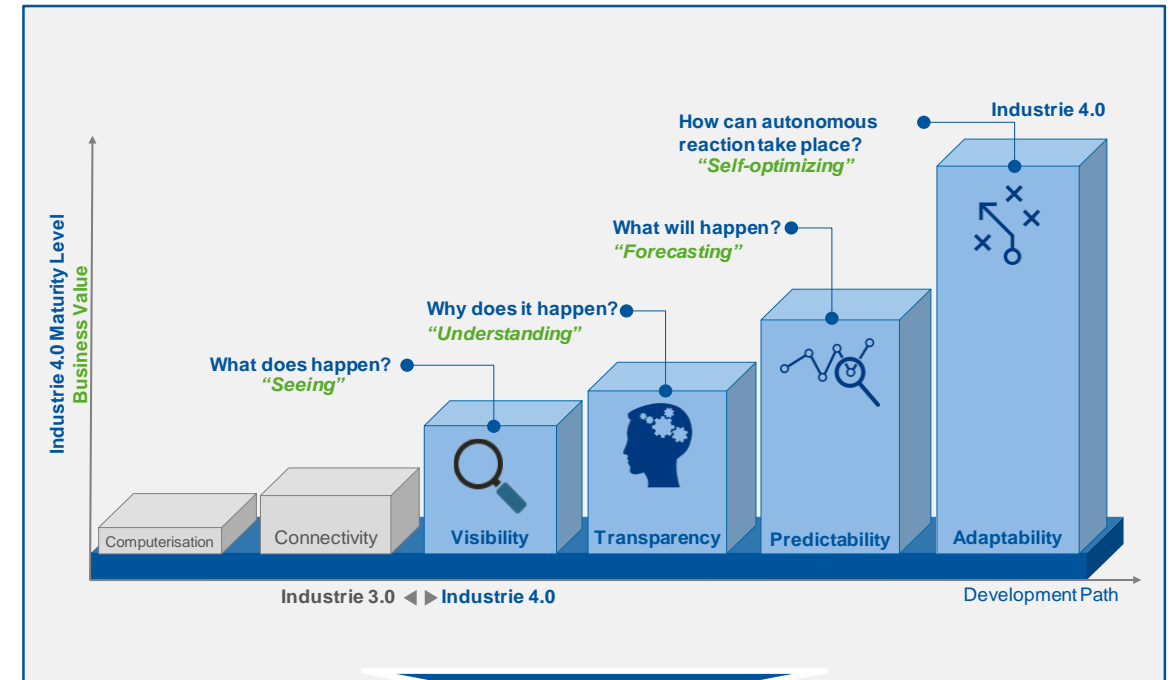 Industrie 4.0
How can autonomous
reaction take place?
“Self-optimizing”
What will happen?
“Forecasting”
Why does it happen?
“Understanding”
What does happen?
“Seeing”
Industrie 4.0 Maturity Level
Business Value
Computerisation
Connectivity
Visibility
Transparency
Predictability
Adaptability
Industrie 3.0
Industrie 4.0
Development Path